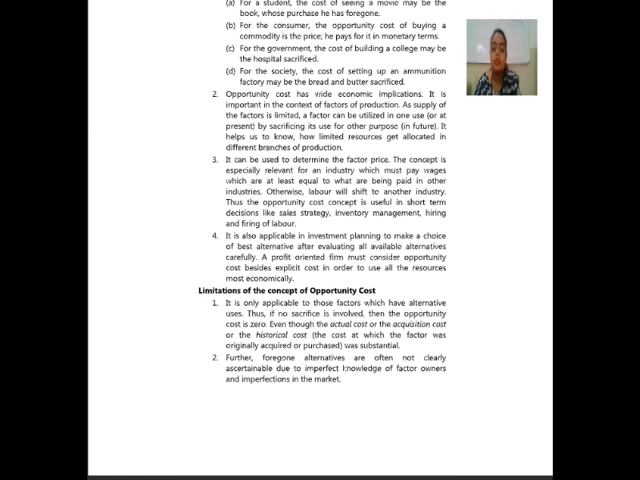 (a) For a student, the cost of seeing a movie may be the
book, whose purchase he has foregone.
(b) For the consumer, the opportunity cost of buying a
commodity is the price; he pays for it in monetary terms.
(c) For the government, the cost of building a college may be
the hospital sacrificed.
(d) For the society, the cost of setting up an ammunition
factory may be the bread and butter sacrificed.
2. Opportunity cost has wide economic implications. It is
important in the context of factors of production. As supply of
the factors is limited, a factor can be utilized in one use (or at
present) by sacrificing its use for other purpose (in future). It
helps us to know, how limited resources get allocated in
different branches of production.
3. It can be used to determine the factor price. The concept is
especially relevant for an industry which must pay wages
which are at least equal to what are being paid in other
industries. Otherwise, labour will shift to another industry.
Thus the opportunity cost concept is useful in short term
decisions like sales strategy, inventory management, hiring
and firing of labour.
4. It is also applicable in investment planning to make a choice
of best alternative after evaluating all available alternatives
carefully. A profit oriented firm must consider opportunity
cost besides explicit cost in order to use all the resources
most economically.
Limitations of the concept of Opportunity Cost
1. It is only applicable to those factors which have alternative
uses. Thus, if no sacrifice is involved, then the opportunity
cost is zero. Even though the actual cost or the acquisition cost
or the historical cost (the cost at which the factor was
originally acquired or purchased) was substantial.
2. Further, foregone alternatives are often not clearly
ascertainable due to imperfect knowledge of factor owners
and imperfections in the market.